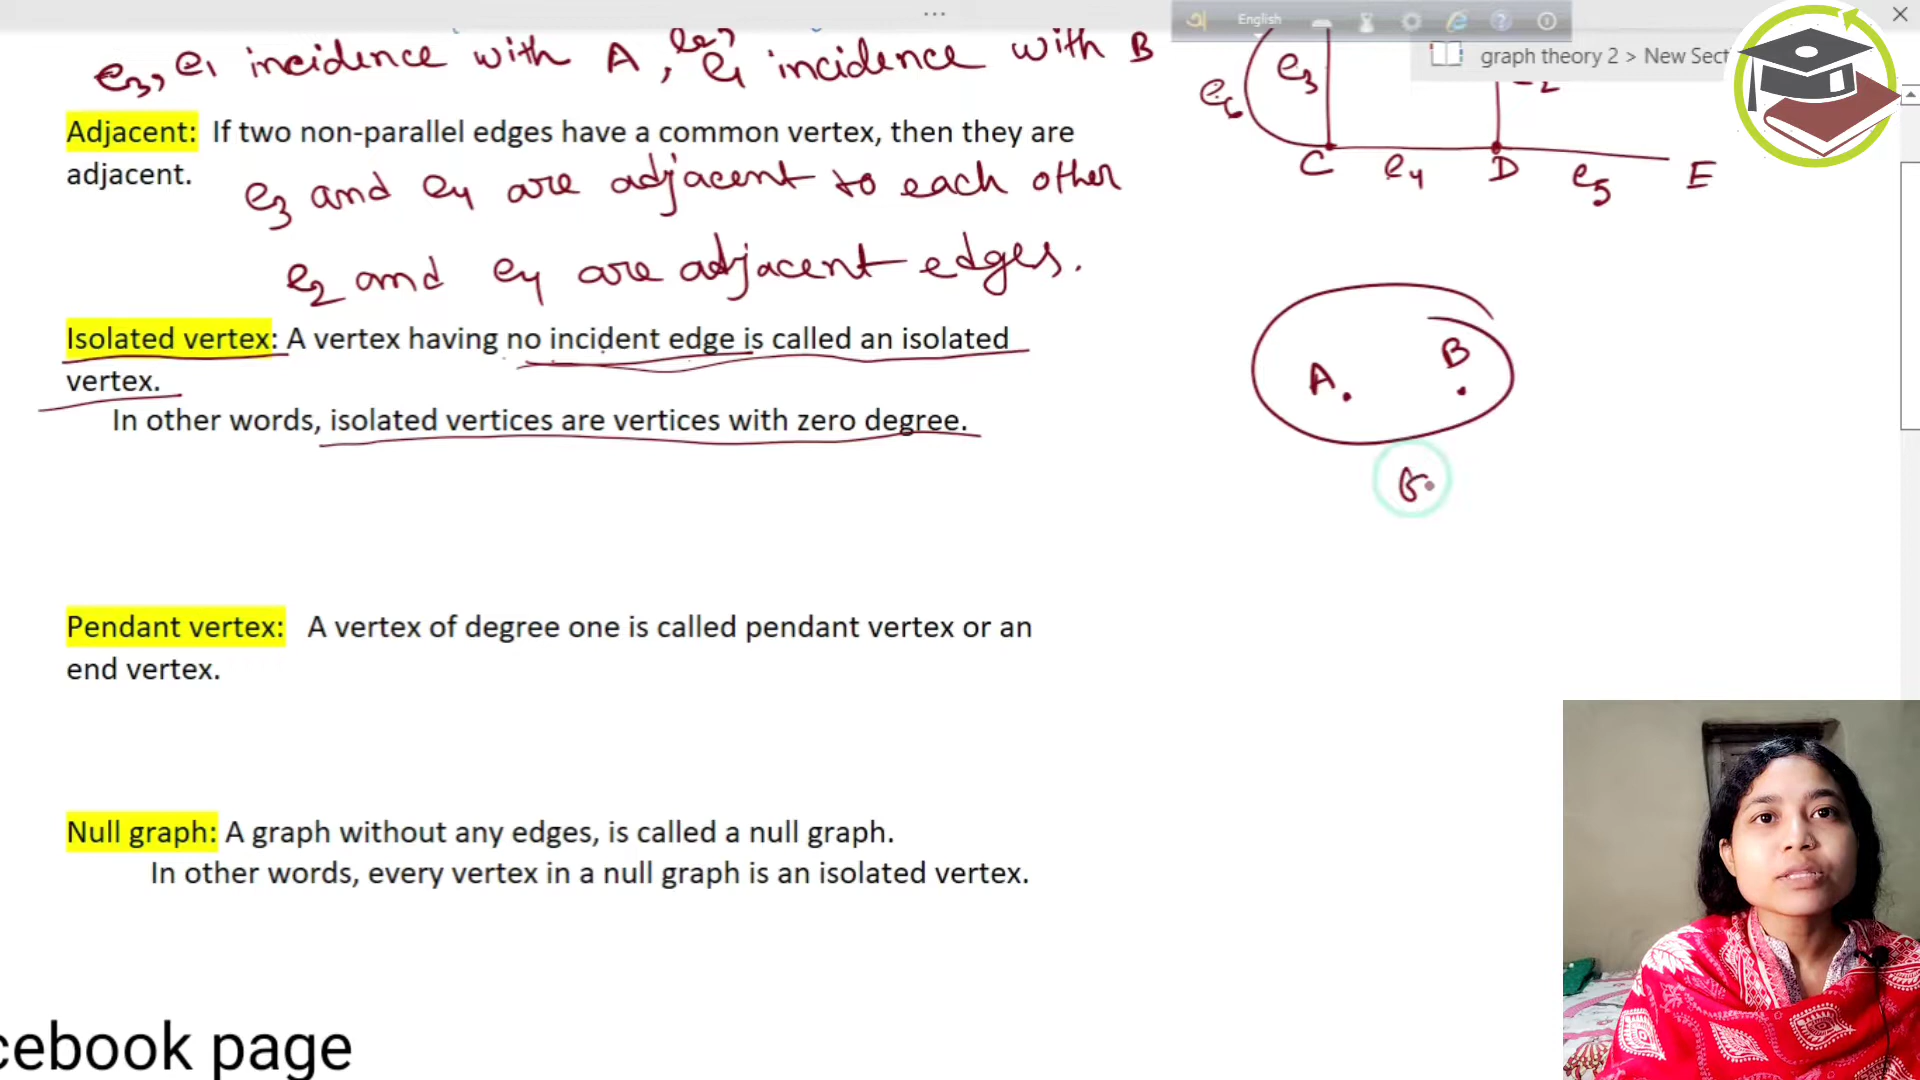 English
graph theory 2 > New Sect
e3, e1 incidence with A, e1 incidence with B
e6 e3
Adjacent: If two non-parallel edges have a common vertex, then they are
adjacent.
C e4 D e5 E
e3 and e4 are adjacent to each other
e2 and e4 are adjacent edges.
Isolated vertex: A vertex having no incident edge is called an isolated
vertex.
A. B
In other words, isolated vertices are vertices with zero degree.
Pendant vertex: A vertex of degree one is called pendant vertex or an
end vertex.
Null graph: A graph without any edges, is called a null graph.
In other words, every vertex in a null graph is an isolated vertex.
cebook page